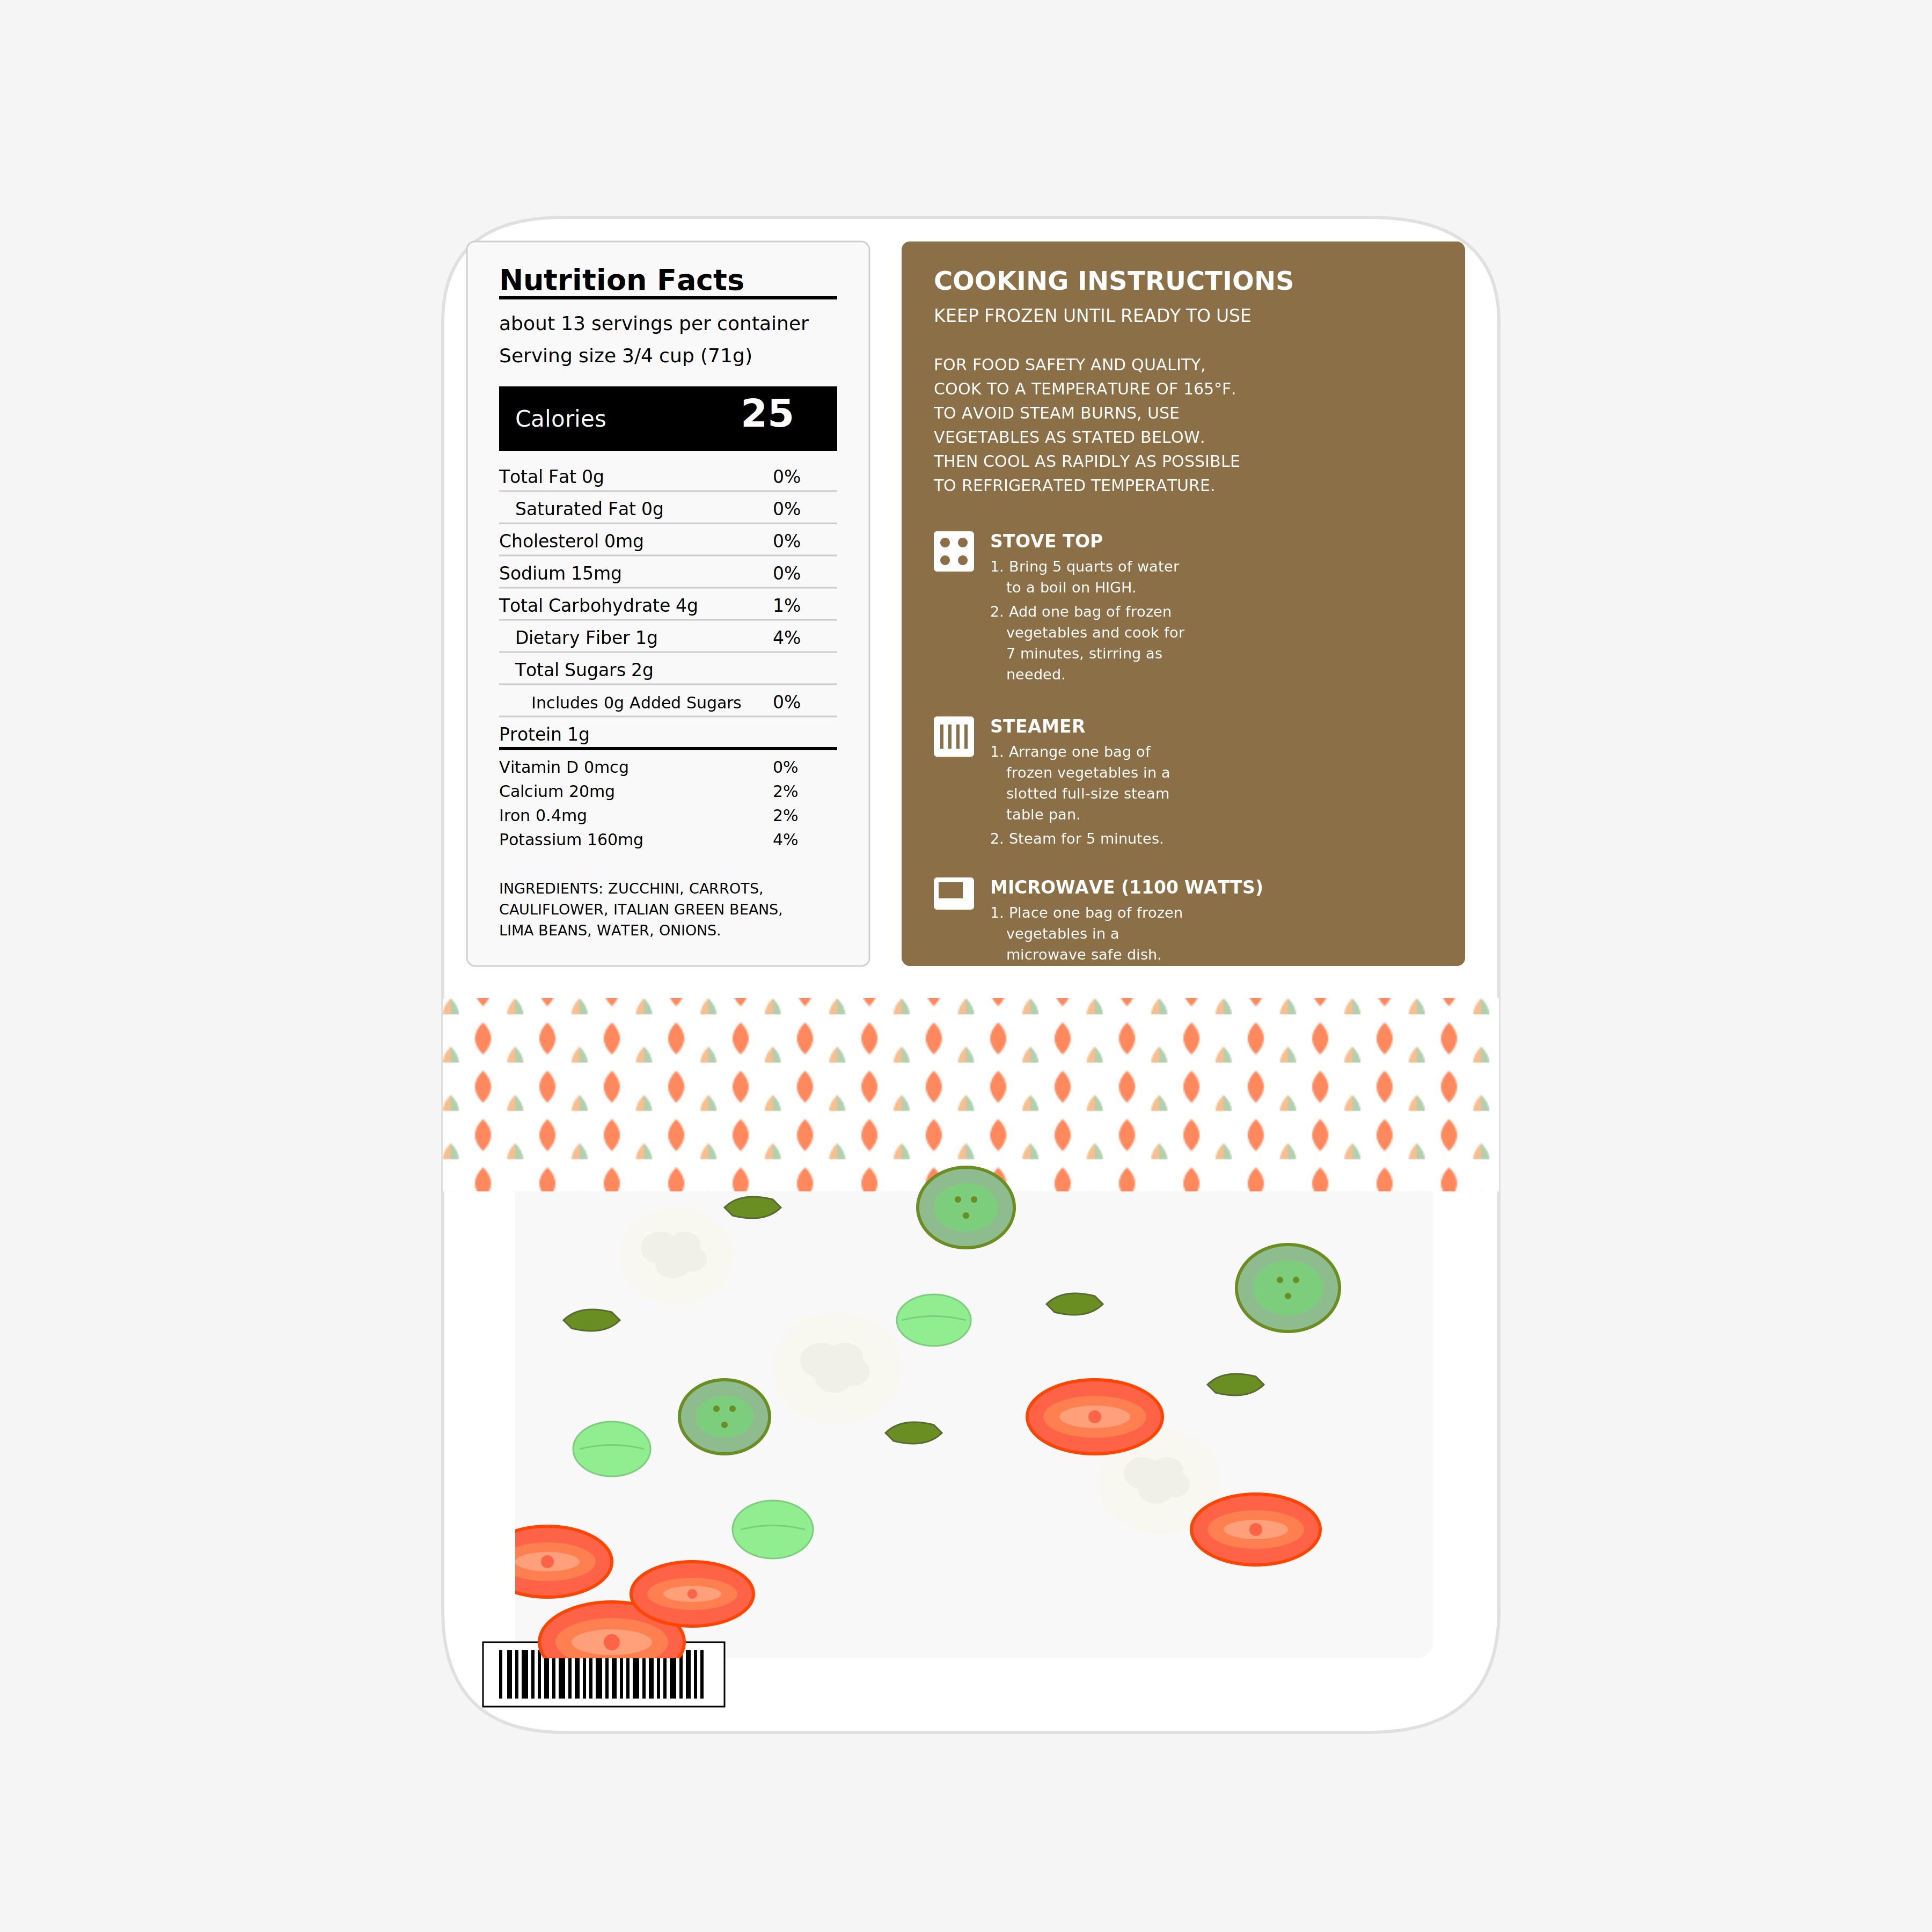 Nutrition Facts
about 13 servings per container
Serving size 3/4 cup (71g)
Calories 25
Total Fat 0g 0%
Saturated Fat 0g 0%
Cholesterol 0mg 0%
Sodium 15mg 0%
Total Carbohydrate 4g 1%
Dietary Fiber 1g 4%
Total Sugars 2g
Includes 0g Added Sugars 0%
Protein 1g
Vitamin D 0mcg 0%
Calcium 20mg 2%
Iron 0.4mg 2%
Potassium 160mg 4%
INGREDIENTS: ZUCCHINI, CARROTS,
CAULIFLOWER, ITALIAN GREEN BEANS,
LIMA BEANS, WATER, ONIONS.
COOKING INSTRUCTIONS
KEEP FROZEN UNTIL READY TO USE
FOR FOOD SAFETY AND QUALITY,
COOK TO A TEMPERATURE OF 165°F.
TO AVOID STEAM BURNS, USE
VEGETABLES AS STATED BELOW.
THEN COOL AS RAPIDLY AS POSSIBLE
TO REFRIGERATED TEMPERATURE.
STOVE TOP
1. Bring 5 quarts of water
to a boil on HIGH.
2. Add one bag of frozen
vegetables and cook for
7 minutes, stirring as
needed.
STEAMER
1. Arrange one bag of
frozen vegetables in a
slotted full-size steam
table pan.
2. Steam for 5 minutes.
MICROWAVE (1100 WATTS)
1. Place one bag of frozen
vegetables in a
microwave safe dish.